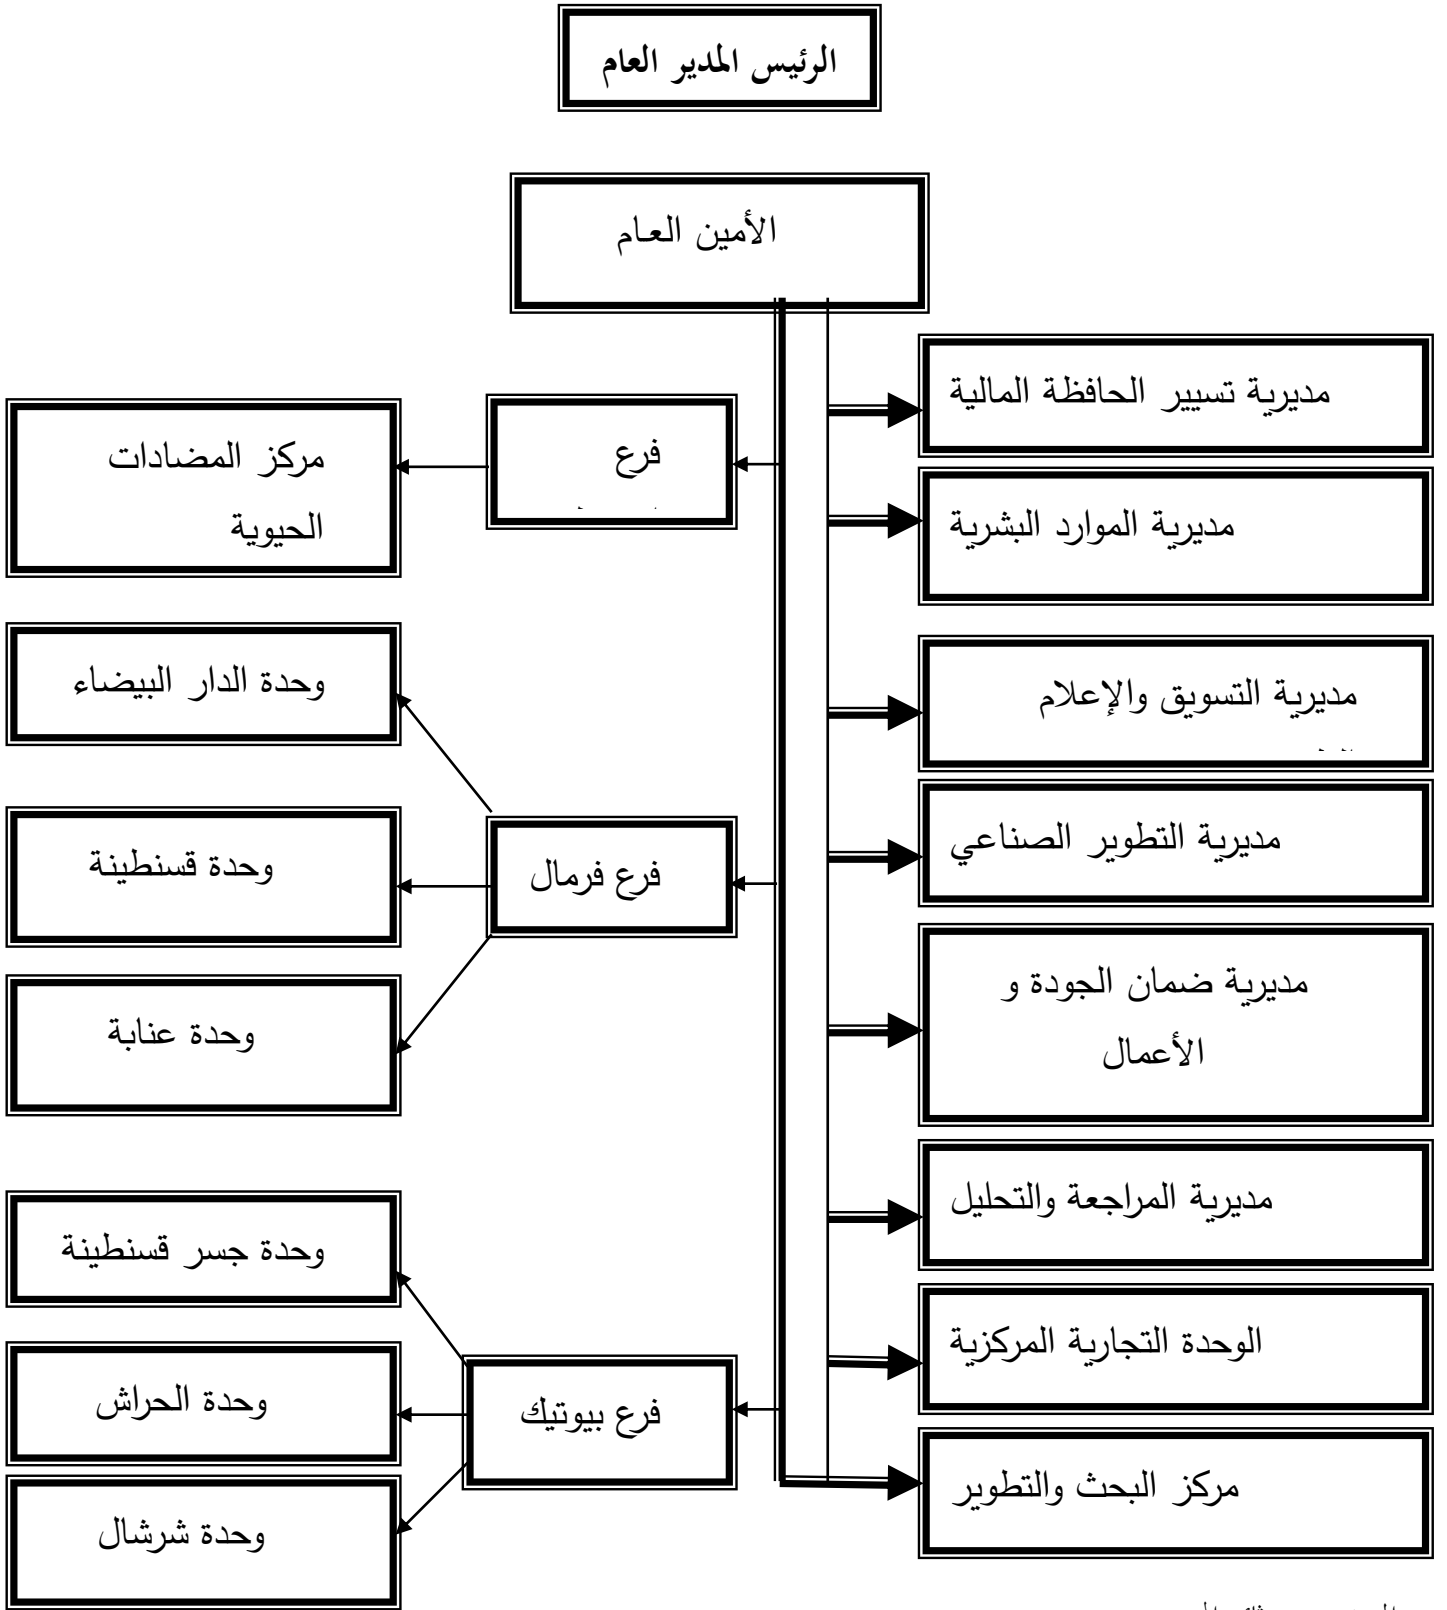 الرئيس المدير العام
الأمين العام
مديرية تسيير الحافظة المالية
فرع
مركز المضادات
الحيوية
مديرية الموارد البشرية
مديرية التسويق والإعلام
وحدة الدار البيضاء
مديرية التطوير الصناعي
وحدة قسنطينة
فرع فرمال
مديرية ضمان الجودة و
الأعمال
وحدة عنابة
مديرية المراجعة والتحليل
وحدة جسر قسنطينة
الوحدة التجارية المركزية
وحدة الحراش
فرع بيوتيك
مركز البحث والتطوير
وحدة شرشال